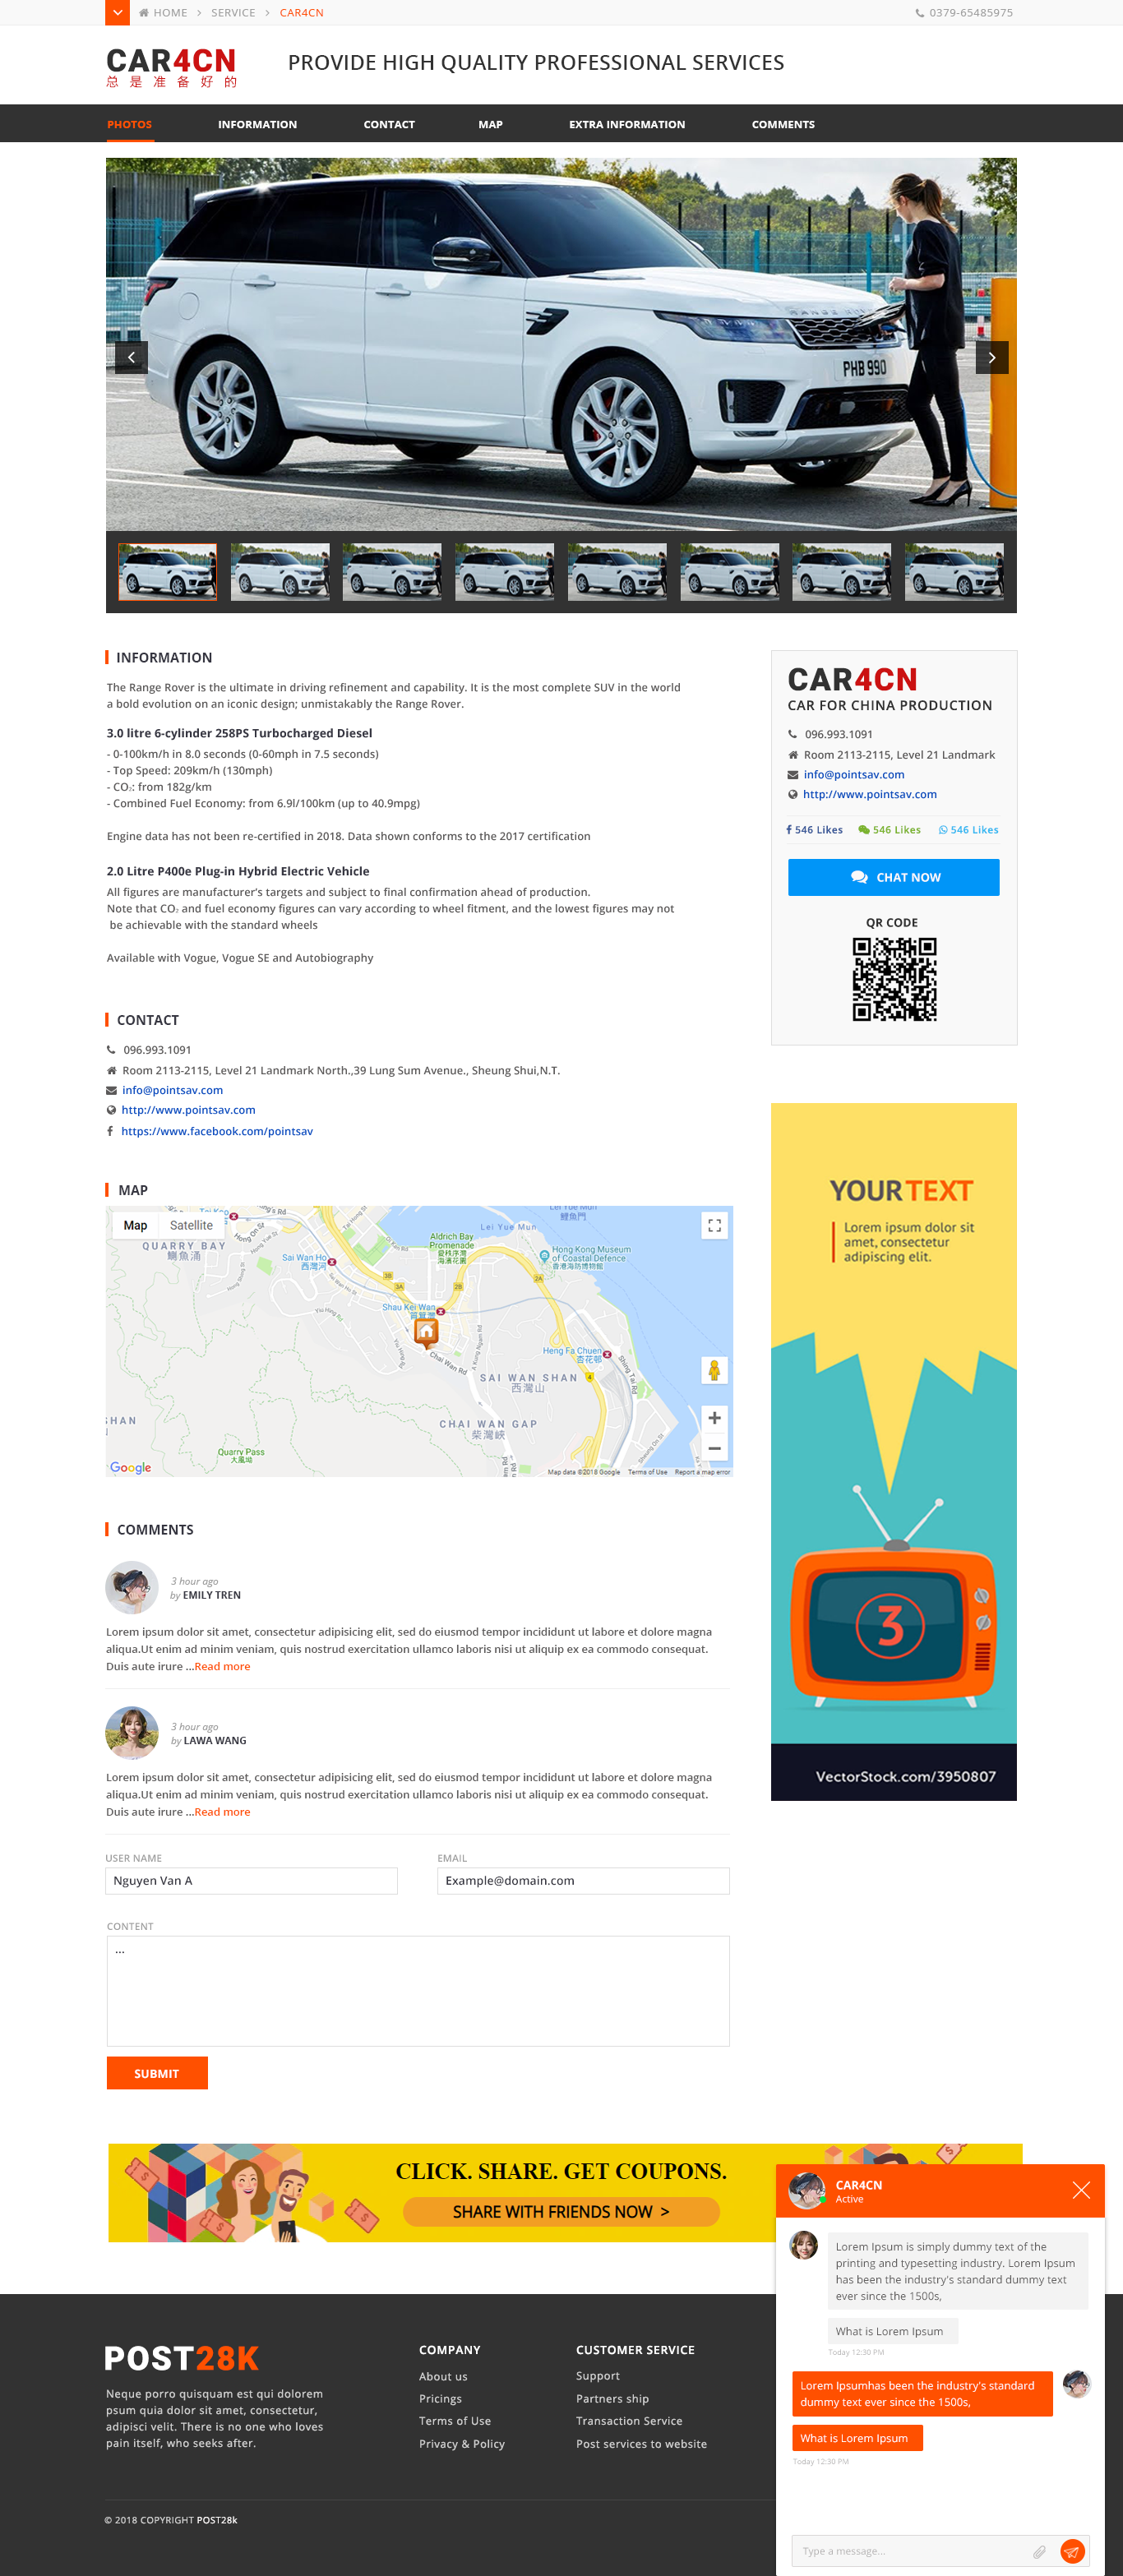 HOME > SERVICE > CAR4CN
0379-65485975
CAR4CN
总是准备好的
PROVIDE HIGH QUALITY PROFESSIONAL SERVICES
PHOTOS INFORMATION CONTACT MAP EXTRA INFORMATION COMMENTS
PHB 990
INFORMATION
The Range Rover is the ultimate in driving refinement and capability. It is the most complete SUV in the world
a bold evolution on an iconic design; unmistakably the Range Rover.
3.0 litre 6-cylinder 258PS Turbocharged Diesel
- 0-100km/h in 8.0 seconds (0-60mph in 7.5 seconds)
- Top Speed: 209km/h (130mph)
- CO₂: from 182g/km
- Combined Fuel Economy: from 6.9l/100km (up to 40.9mpg)
Engine data has not been re-certified in 2018. Data shown conforms to the 2017 certification
2.0 Litre P400e Plug-in Hybrid Electric Vehicle
All figures are manufacturer's targets and subject to final confirmation ahead of production.
Note that CO₂ and fuel economy figures can vary according to wheel fitment, and the lowest figures may not
be achievable with the standard wheels
Available with Vogue, Vogue SE and Autobiography
CONTACT
096.993.1091
Room 2113-2115, Level 21 Landmark North.,39 Lung Sum Avenue., Sheung Shui,N.T.
info@pointsav.com
http://www.pointsav.com
https://www.facebook.com/pointsav
MAP
Map Satellite
QUARRY BAY
鰂魚涌
Lei Yue Mun
鯉魚門
Aldrich Bay
Promenade
愛秩序灣
海濱花園
Sai Wan Ho
西灣河
Hong Kong Museum
of Coastal Defence
香港海防博物館
Shau Kei Wan
筲箕灣
Chai Wan Rd
Heng Fa Chuen
杏花邨
SAI WAN SHAN
西灣山
CHAI WAN GAP
柴灣峽
SHAN
Quarry Pass
大風坳
Google
Map data ©2018 Google Terms of Use Report a map error
COMMENTS
3 hour ago
by EMILY TREN
Lorem ipsum dolor sit amet, consectetur adipisicing elit, sed do eiusmod tempor incididunt ut labore et dolore magna
aliqua.Ut enim ad minim veniam, quis nostrud exercitation ullamco laboris nisi ut aliquip ex ea commodo consequat.
Duis aute irure ...Read more
3 hour ago
by LAWA WANG
Lorem ipsum dolor sit amet, consectetur adipisicing elit, sed do eiusmod tempor incididunt ut labore et dolore magna
aliqua.Ut enim ad minim veniam, quis nostrud exercitation ullamco laboris nisi ut aliquip ex ea commodo consequat.
Duis aute irure ...Read more
USER NAME
Nguyen Van A
EMAIL
Example@domain.com
CONTENT
...
SUBMIT
CAR4CN
CAR FOR CHINA PRODUCTION
096.993.1091
Room 2113-2115, Level 21 Landmark
info@pointsav.com
http://www.pointsav.com
546 Likes 546 Likes 546 Likes
CHAT NOW
QR CODE
YOUR TEXT
Lorem ipsum dolor sit
amet, consectetur
adipiscing elit.
3
VectorStock.com/3950807
CLICK. SHARE. GET COUPONS.
SHARE WITH FRIENDS NOW >
CAR4CN
Active
Lorem Ipsum is simply dummy text of the
printing and typesetting industry. Lorem Ipsum
has been the industry's standard dummy text
ever since the 1500s,
What is Lorem Ipsum
Today 12:30 PM
Lorem Ipsumhas been the industry's standard
dummy text ever since the 1500s,
What is Lorem Ipsum
Today 12:30 PM
Type a message...
POST28K
Neque porro quisquam est qui dolorem
psum quia dolor sit amet, consectetur,
adipisci velit. There is no one who loves
pain itself, who seeks after.
COMPANY
About us
Pricings
Terms of Use
Privacy & Policy
CUSTOMER SERVICE
Support
Partners ship
Transaction Service
Post services to website
© 2018 COPYRIGHT POST28k